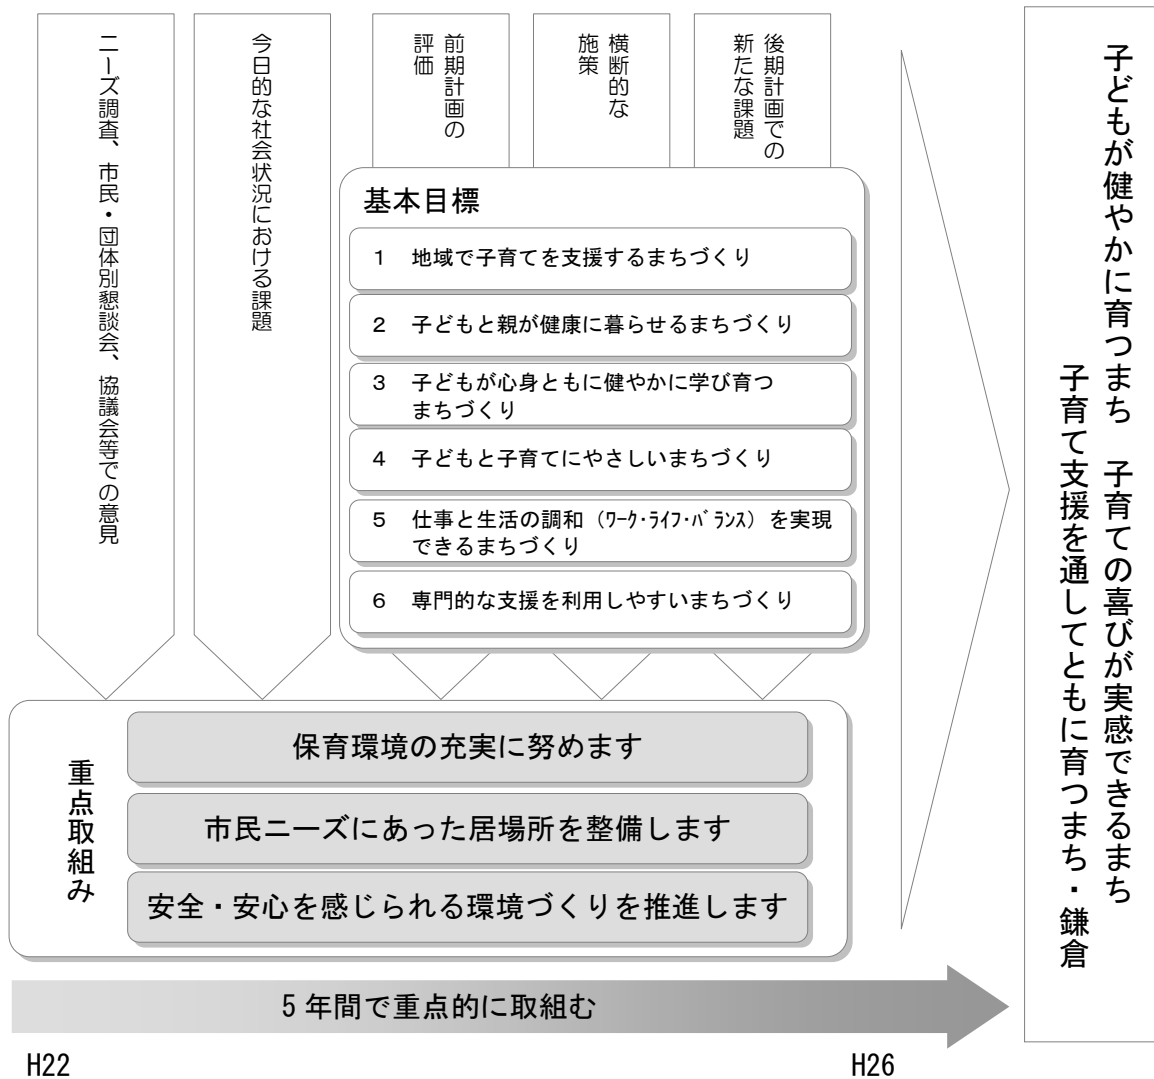 ニーズ調査、市民・団体別懇談会、協議会等での意見
今日的な社会状況における課題
前期計画の
評価
横断的な
施策
後期計画での
新たな課題
基本目標
１　地域で子育てを支援するまちづくり
２　子どもと親が健康に暮らせるまちづくり
３　子どもが心身ともに健やかに学び育つ
まちづくり
４　子どもと子育てにやさしいまちづくり
５　仕事と生活の調和（ﾜｰｸ･ﾗｲﾌ･ﾊﾞﾗﾝｽ）を実現
できるまちづくり
６　専門的な支援を利用しやすいまちづくり
重点取組み
保育環境の充実に努めます
市民ニーズにあった居場所を整備します
安全・安心を感じられる環境づくりを推進します
5 年間で重点的に取組む
H22
H26
子どもが健やかに育つまち　子育ての喜びが実感できるまち
子育て支援を通してともに育つまち・鎌倉